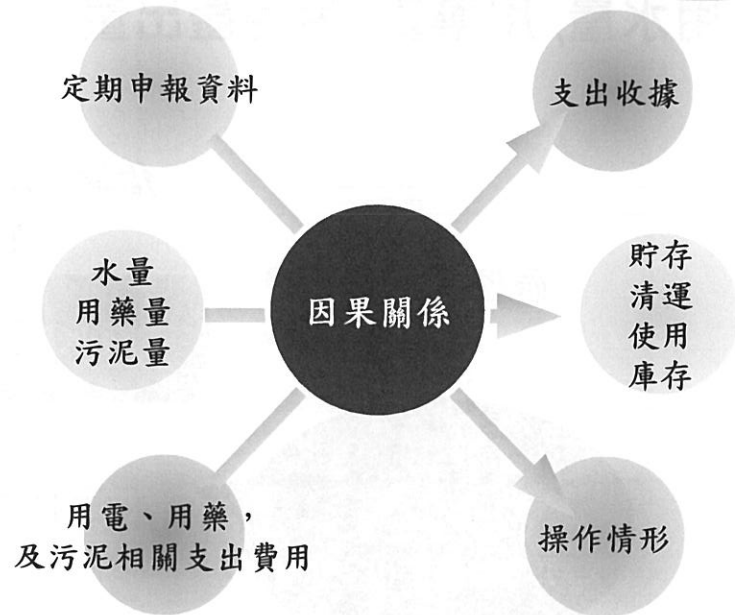 定期申報資料
支出收據
水量
用藥量
污泥量
因果關係
貯存
清運
使用
庫存
用電、用藥，
及污泥相關支出費用
操作情形